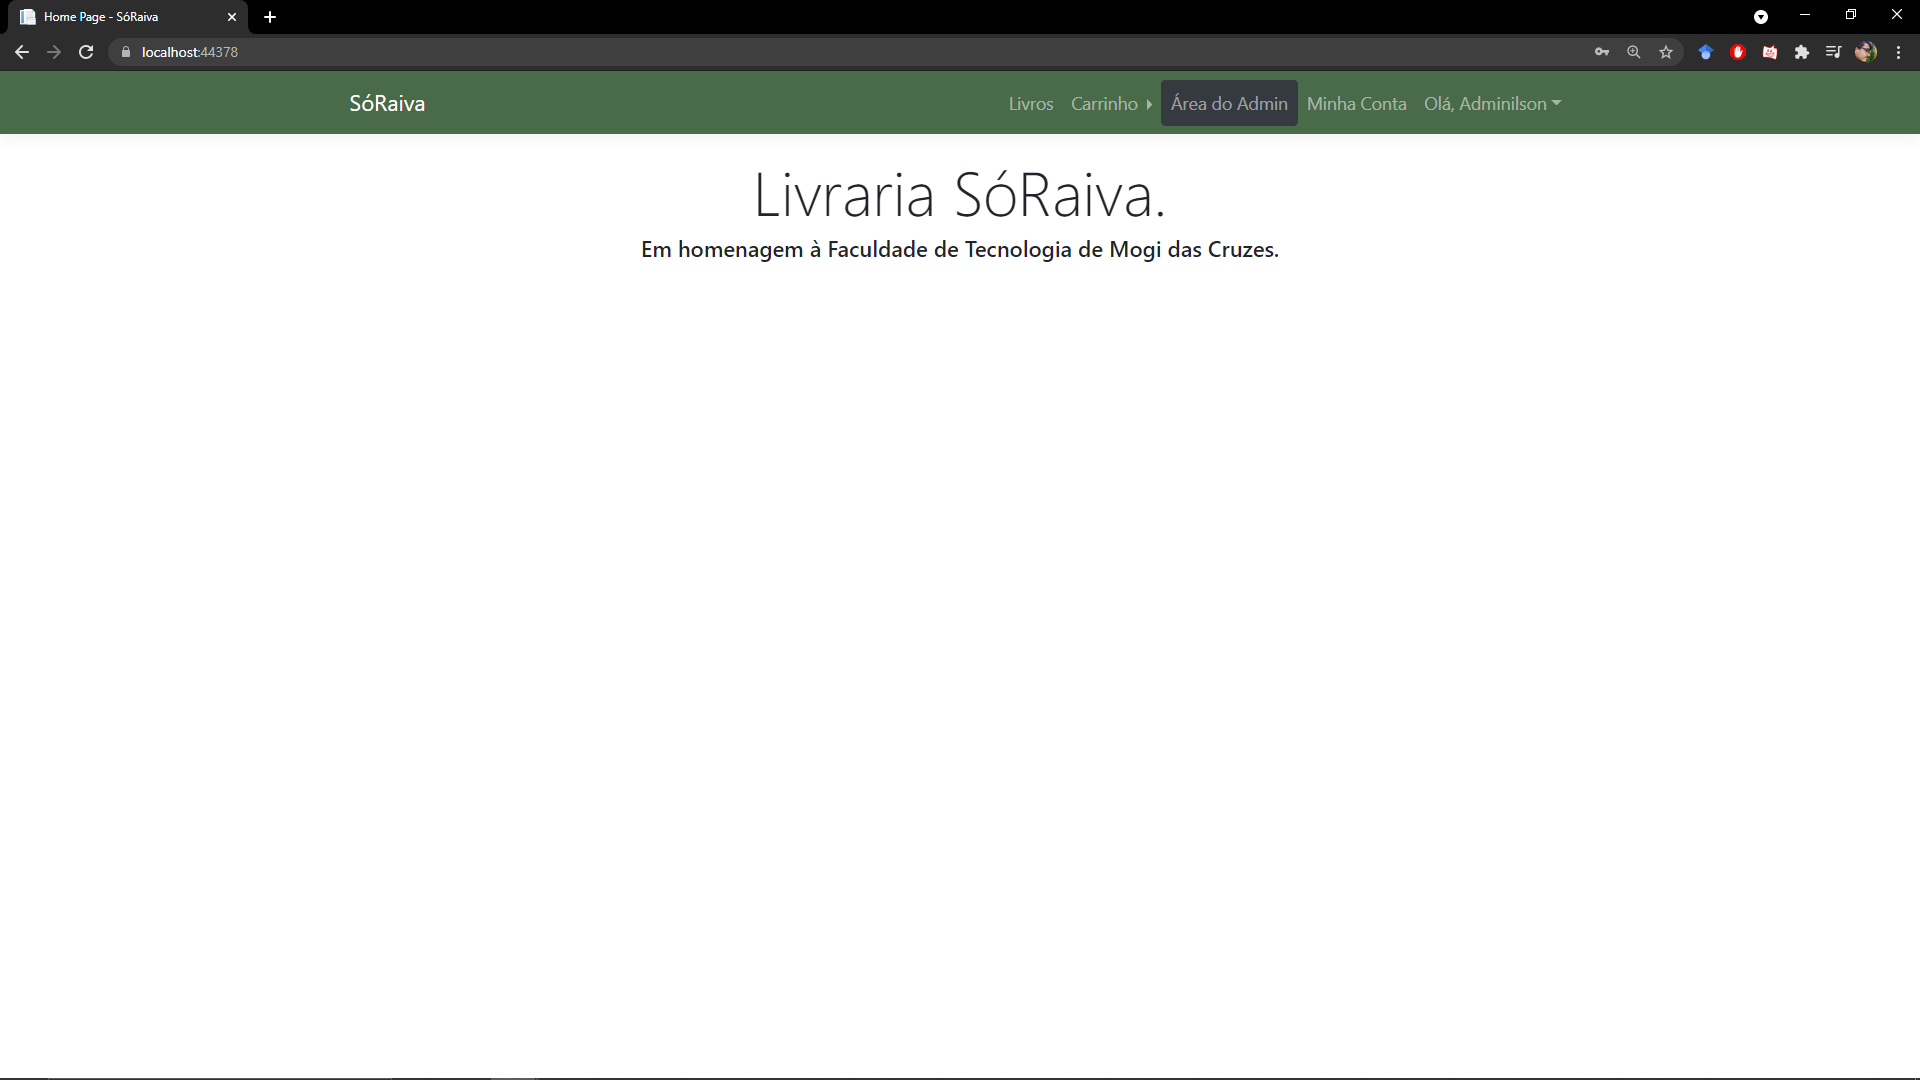 Home Page - SóRaiva
localhost:44378
SóRaiva
Livros
Carrinho
Área do Admin
Minha Conta
Olá, Adminilson
Livraria SóRaiva.
Em homenagem à Faculdade de Tecnologia de Mogi das Cruzes.